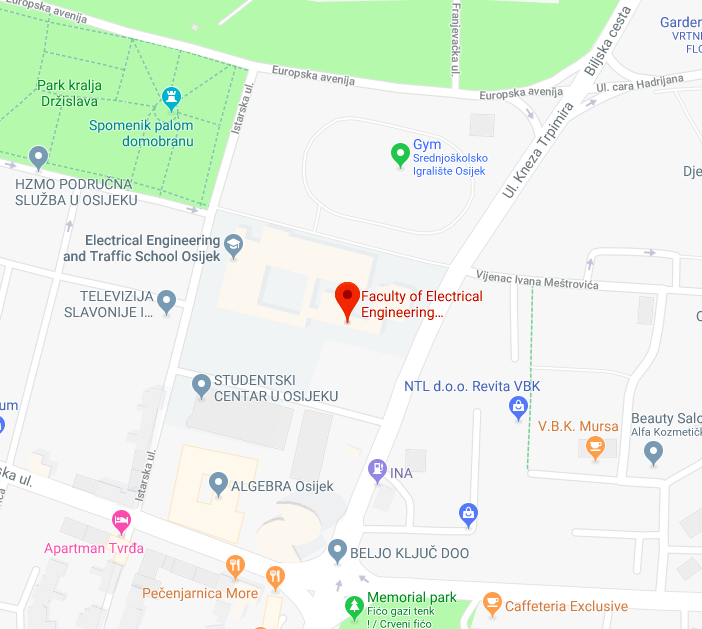 Europska avenija
Franjevačka ul.
Biljska cesta
Garden
VRTNE
FLO
Park kralja
Držislava
Istarska ul.
Europska avenija
Europska avenija
Ul. cara Hadrijana
Spomenik palom
domobranu
Ul. Kneza Trpimira
Gym
Srednjoškolsko
Igralište Osijek
HZMO PODRUČNA
SLUŽBA U OSIJEKU
Dje
Electrical Engineering
and Traffic School Osijek
Vijenac Ivana Meštrovića
TELEVIZIJA
SLAVONIJE I...
Faculty of Electrical
Engineering...
STUDENTSKI
CENTAR U OSIJEKU
NTL d.o.o. Revita VBK
um
V.B.K. Mursa
Beauty Salo
Alfa Kozmetičk
Istarska ul.
ska ul.
INA
ALGEBRA Osijek
Apartman Tvrđa
BELJO KLJUČ DOO
Pečenjarnica More
Memorial park
Fićo gazi tenk
! / Crveni fićo
Caffeteria Exclusive